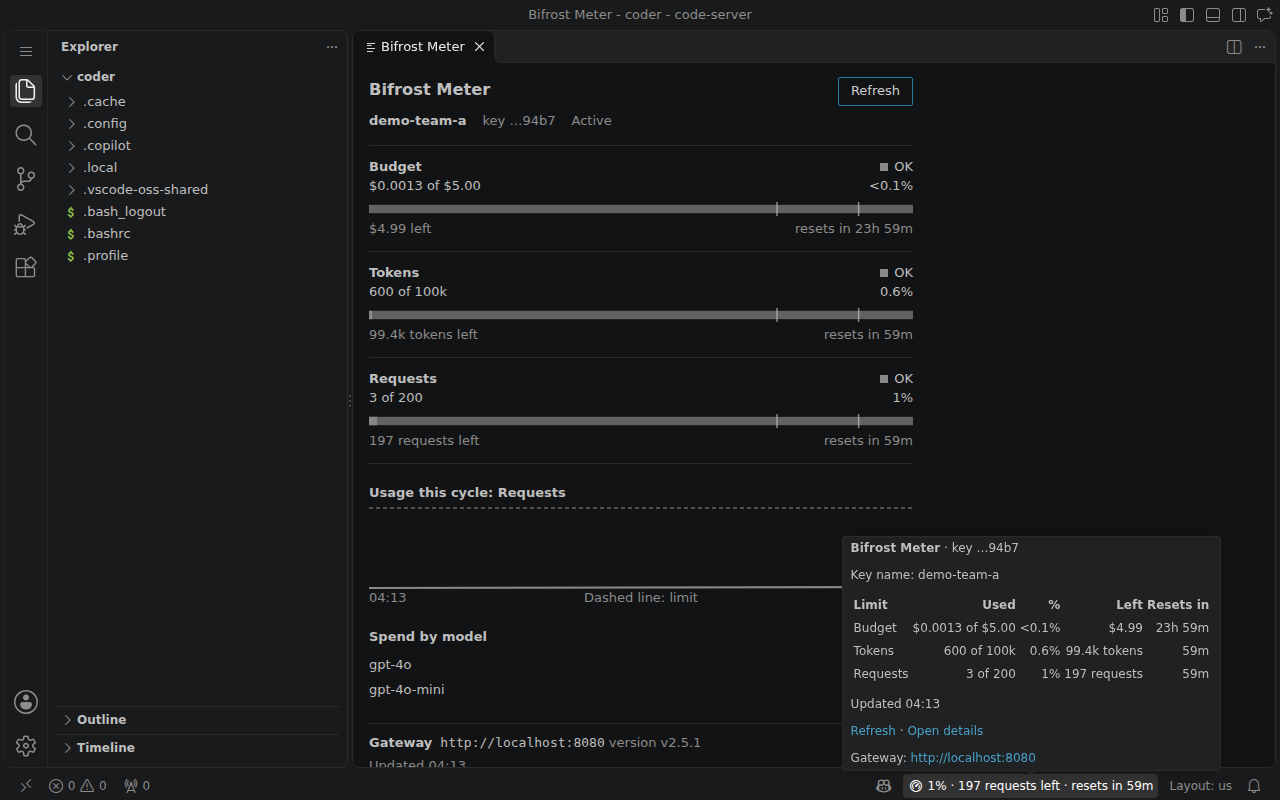 Bifrost Meter - coder - code-server
Explorer
coder
.cache
.config
.copilot
.local
.vscode-oss-shared
$ .bash_logout
$ .bashrc
$ .profile
Outline
Timeline
Bifrost Meter
Bifrost Meter
Refresh
demo-team-a key …94b7 Active
Budget OK
$0.0013 of $5.00 <0.1%
$4.99 left resets in 23h 59m
Tokens OK
600 of 100k 0.6%
99.4k tokens left resets in 59m
Requests OK
3 of 200 1%
197 requests left resets in 59m
Usage this cycle: Requests
04:13 Dashed line: limit
Spend by model
gpt-4o
gpt-4o-mini
Gateway http://localhost:8080 version v2.5.1
Updated 04:13
Bifrost Meter · key …94b7
Key name: demo-team-a
Limit Used % Left Resets in
Budget $0.0013 of $5.00 <0.1% $4.99 23h 59m
Tokens 600 of 100k 0.6% 99.4k tokens 59m
Requests 3 of 200 1% 197 requests 59m
Updated 04:13
Refresh · Open details
Gateway: http://localhost:8080
0 0 0
1% · 197 requests left · resets in 59m
Layout: us